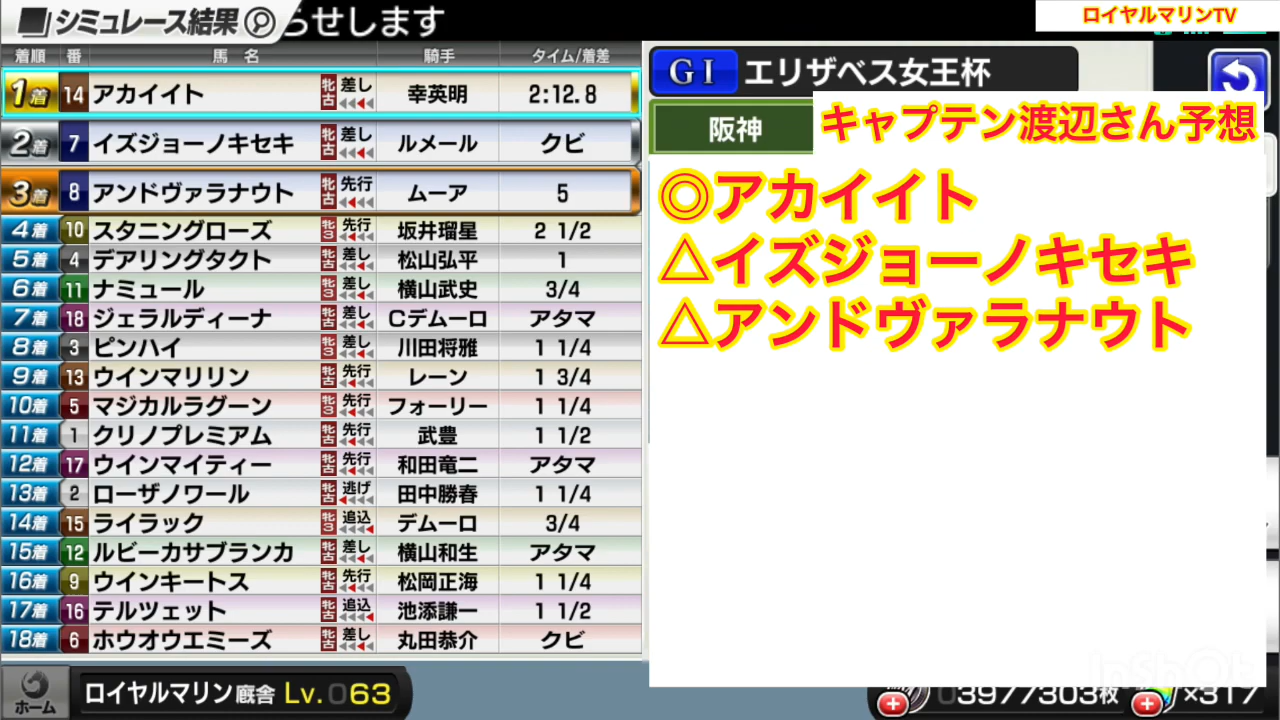 シミュレース結果
らせします
ロイヤルマリンTV
着順 番 馬 名 騎手 タイム/着差
1着 14 アカイイト 牝古 差し 幸英明 2:12.8
2着 7 イズジョーノキセキ 牝古 差し ルメール クビ
3着 8 アンドヴァラナウト 牝古 先行 ムーア 5
4着 10 スタニングローズ 牝3 先行 坂井瑠星 2 1/2
5着 4 デアリングタクト 牝古 差し 松山弘平 1
6着 11 ナミュール 牝3 差し 横山武史 3/4
7着 18 ジェラルディーナ 牝古 差し Cデムーロ アタマ
8着 3 ピンハイ 牝3 差し 川田将雅 1 1/4
9着 13 ウインマリリン 牝古 先行 レーン 1 3/4
10着 5 マジカルラグーン 牝3 先行 フォーリー 1 1/4
11着 1 クリノプレミアム 牝古 先行 武豊 1 1/2
12着 17 ウインマイティー 牝古 先行 和田竜二 アタマ
13着 2 ローザノワール 牝古 逃げ 田中勝春 1 1/4
14着 15 ライラック 牝3 追込 デムーロ 3/4
15着 12 ルビーカサブランカ 牝古 差し 横山和生 アタマ
16着 9 ウインキートス 牝古 先行 松岡正海 1 1/4
17着 16 テルツェット 牝古 追込 池添謙一 1 1/2
18着 6 ホウオウエミーズ 牝古 差し 丸田恭介 クビ
GI エリザベス女王杯
阪神
キャプテン渡辺さん予想
◎アカイイト
△イズジョーノキセキ
△アンドヴァラナウト
InShOt
ホーム
ロイヤルマリン厩舎 Lv.063
03977303枚
×317